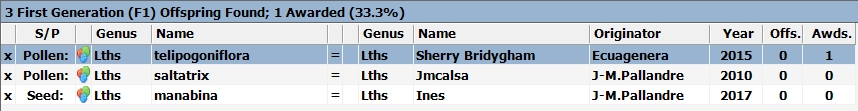 3 First Generation (F1) Offspring Found; 1 Awarded (33.3%)
S/P Genus Name Genus Name Originator Year Offs. Awds.
x Pollen: Lths telipogoniflora = Lths Sherry Bridygham Ecuagenera 2015 0 1
x Pollen: Lths saltatrix = Lths Jmcalsa J-M.Pallandre 2010 0 0
x Seed: Lths manabina = Lths Ines J-M.Pallandre 2017 0 0